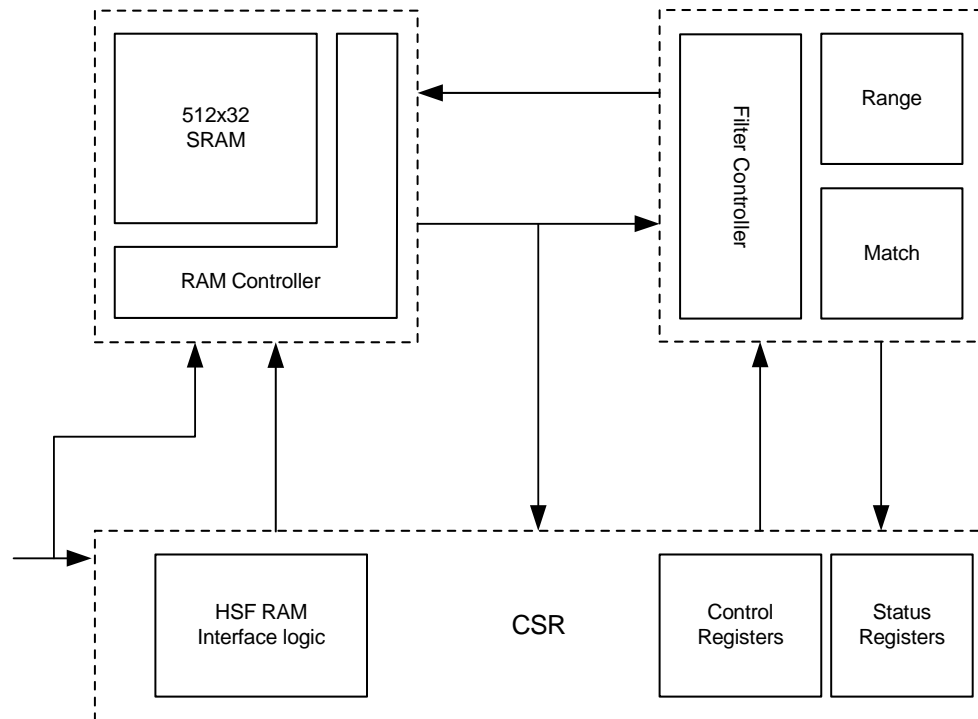 512x32
SRAM
RAM Controller
Filter Controller
Range
Match
HSF RAM
Interface logic
CSR
Control
Registers
Status
Registers